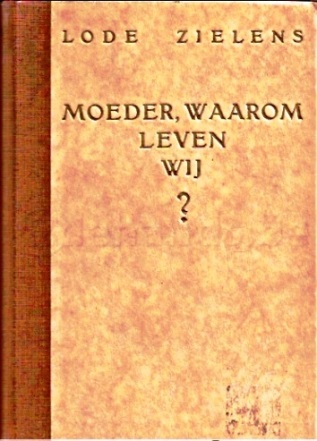 LODE ZIELENS
MOEDER, WAAROM
LEVEN
WIJ
?